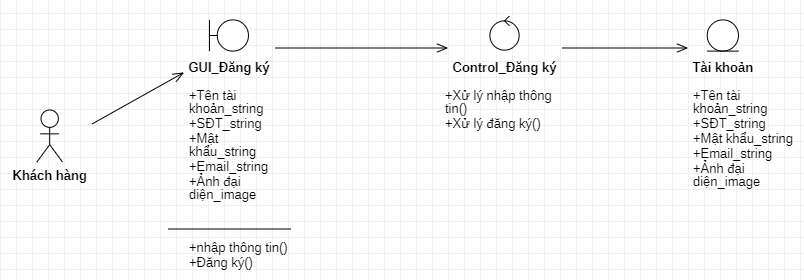 Khách hàng
GUI_Đăng ký
+Tên tài
khoản_string
+SĐT_string
+Mật
khẩu_string
+Email_string
+Ảnh đại
diện_image
+nhập thông tin()
+Đăng ký()
Control_Đăng ký
+Xử lý nhập thông
tin()
+Xử lý đăng ký()
Tài khoản
+Tên tài
khoản_string
+SĐT_string
+Mật khẩu_string
+Email_string
+Ảnh đại
diện_image